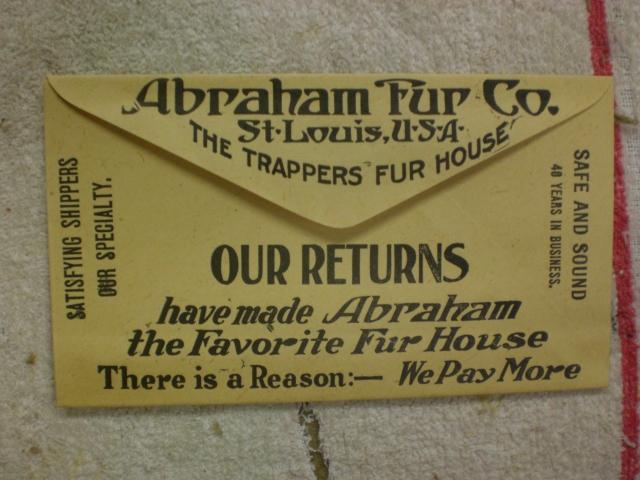 Abraham Fur Co.
St. Louis, U.S.A.
THE TRAPPERS FUR HOUSE
SATISFYING SHIPPERS
OUR SPECIALTY.
SAFE AND SOUND
40 YEARS IN BUSINESS.
OUR RETURNS
have made Abraham
the Favorite Fur House
There is a Reason:— We Pay More